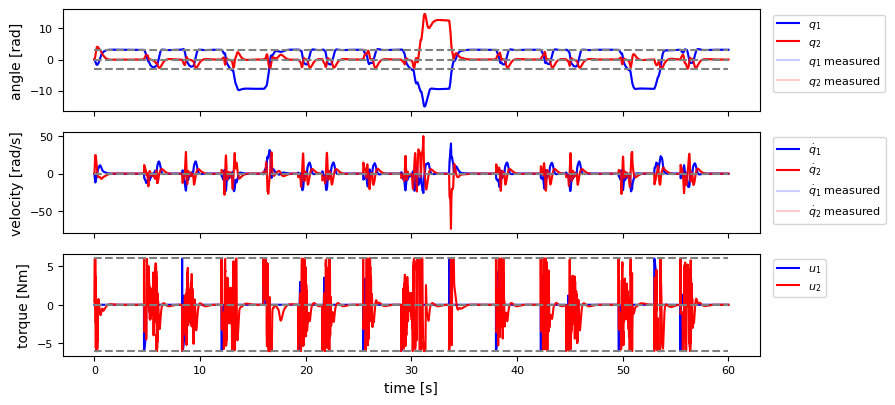 angle [rad]
10
0
−10
q₁
q₂
q₁ measured
q₂ measured
velocity [rad/s]
50
0
−50
q̇₁
q̇₂
q̇₁ measured
q̇₂ measured
torque [Nm]
5
0
−5
u₁
u₂
0 10 20 30 40 50 60
time [s]